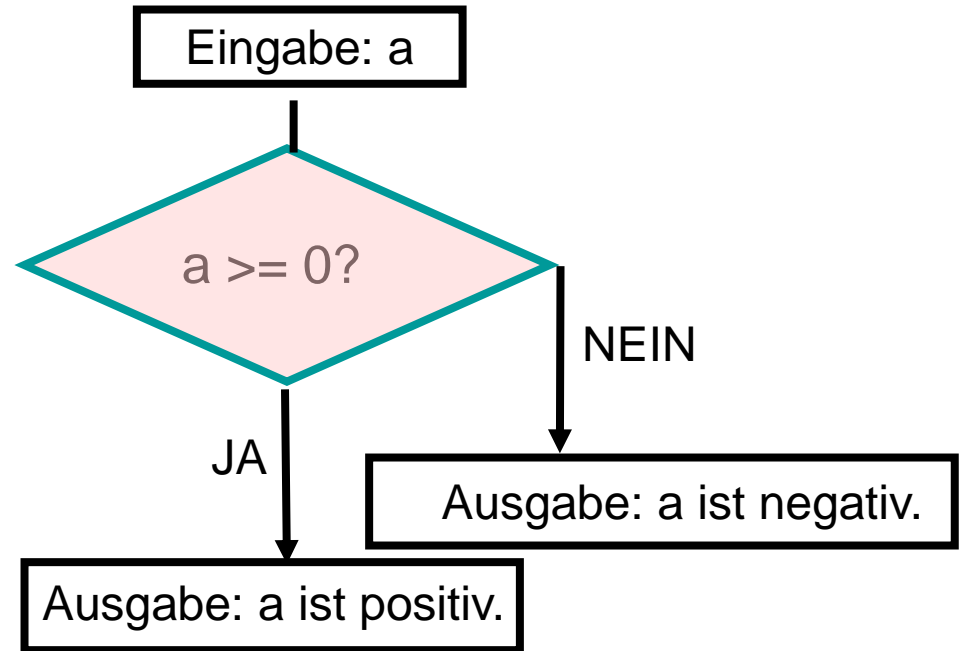 Eingabe: a
a >= 0?
NEIN
JA
Ausgabe: a ist negativ.
Ausgabe: a ist positiv.